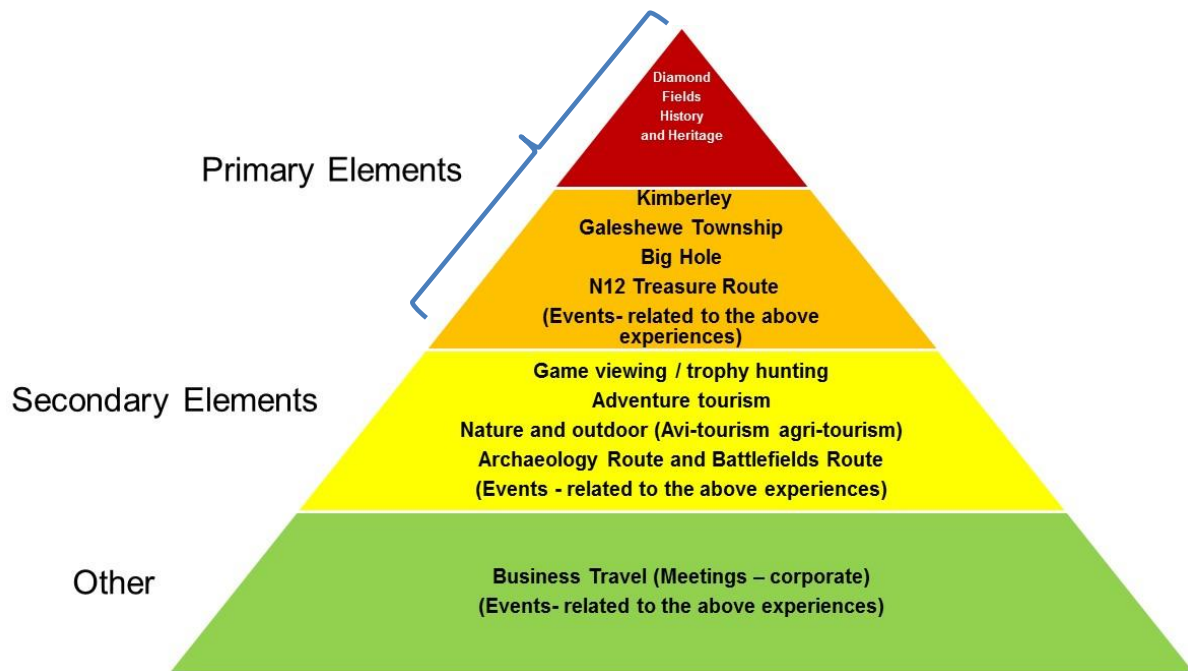 Diamond
Fields
History
and Heritage
Primary Elements
Kimberley
Galeshewe Township
Big Hole
N12 Treasure Route
(Events- related to the above
experiences)
Secondary Elements
Game viewing / trophy hunting
Adventure tourism
Nature and outdoor (Avi-tourism agri-tourism)
Archaeology Route and Battlefields Route
(Events - related to the above experiences)
Other
Business Travel (Meetings – corporate)
(Events- related to the above experiences)